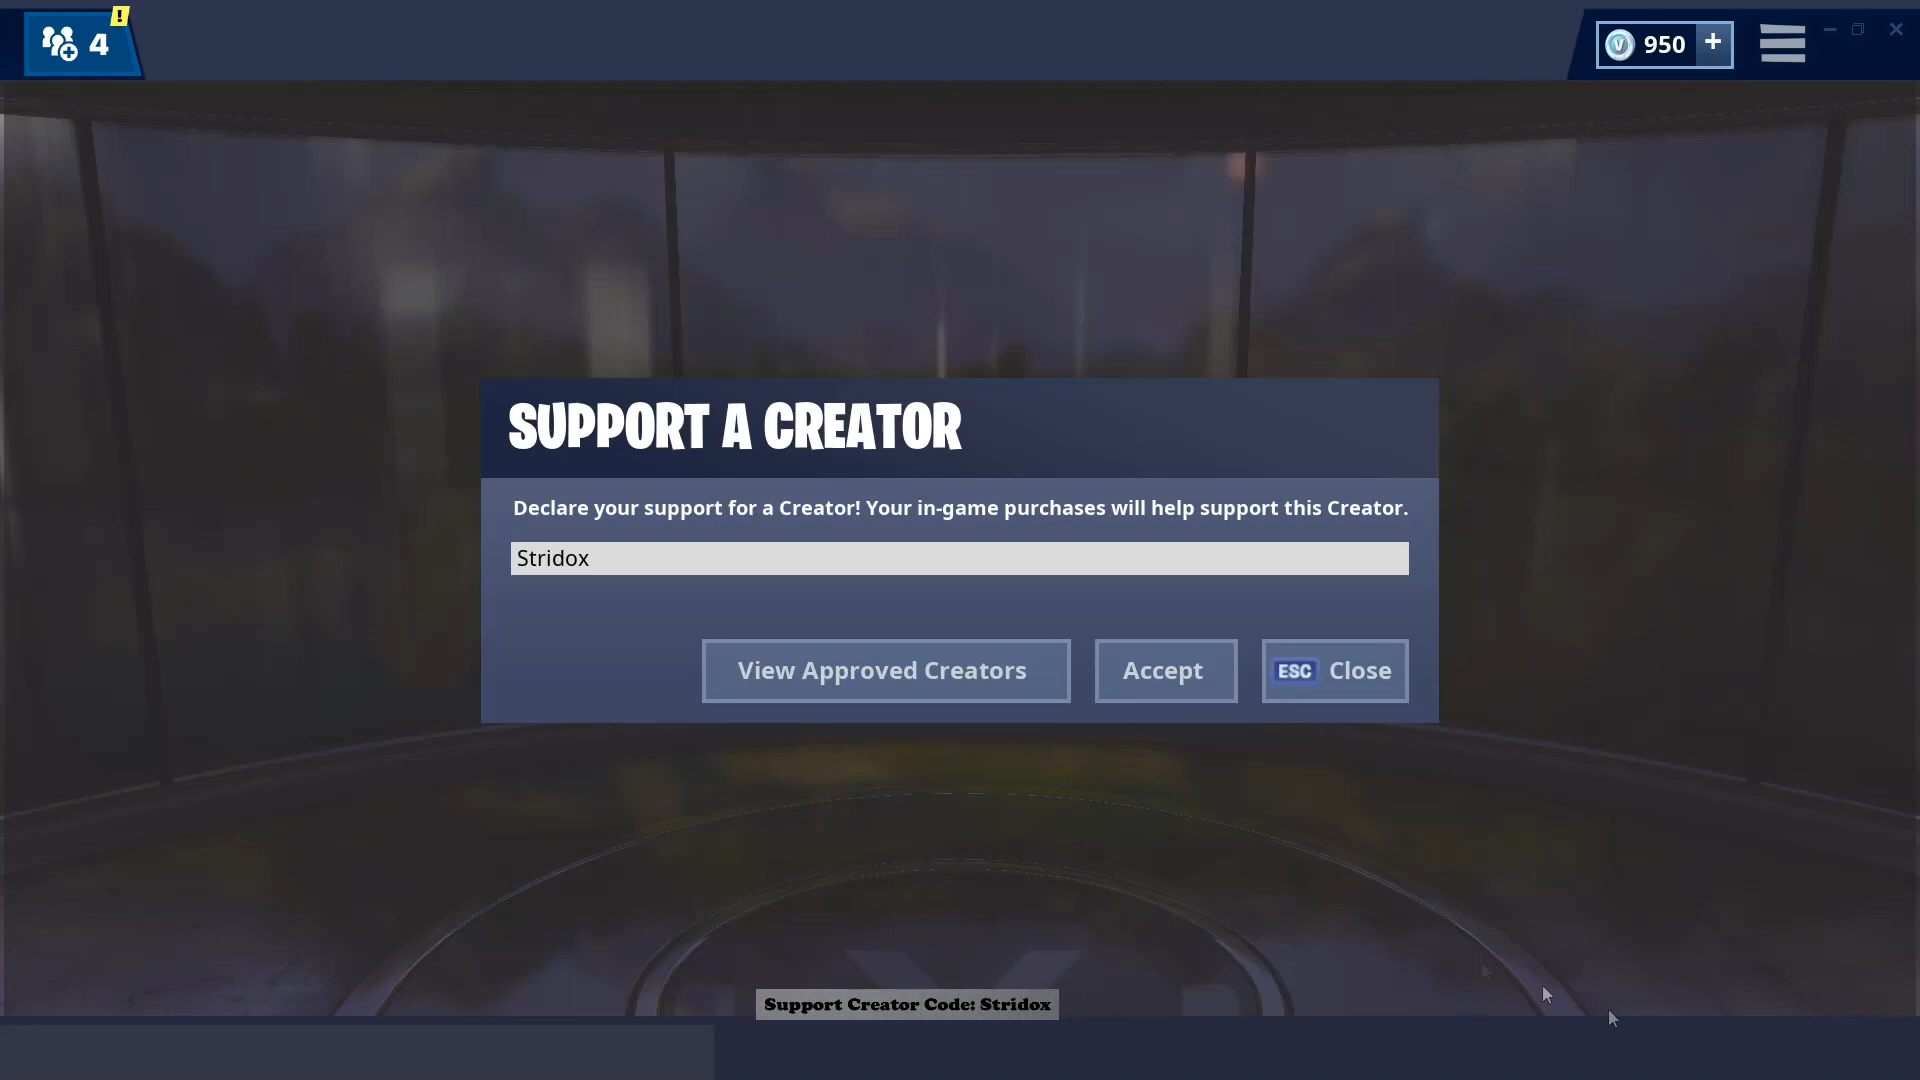 !
4
V 950 +
SUPPORT A CREATOR
Declare your support for a Creator! Your in-game purchases will help support this Creator.
Stridox
View Approved Creators
Accept
ESC Close
Support Creator Code: Stridox